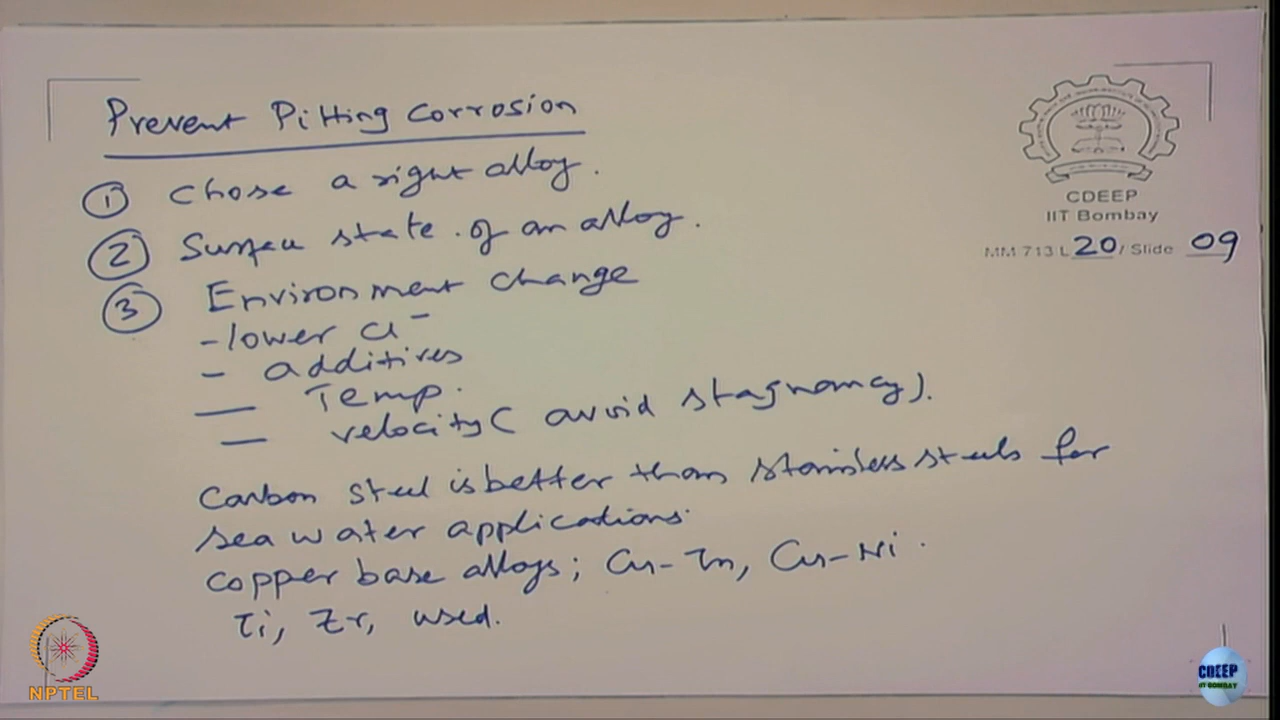 Prevent Pitting Corrosion
① Chose a right alloy.
② Surface state of an alloy.
③ Environment change
- lower Cl⁻
- additives
— Temp.
— velocity ( avoid stagnancy ).
Carbon steel is better than stainless steels for
sea water applications.
copper base alloys; Cu-Zn, Cu-Ni.
Ti, Zr, used.
CDEEP
IIT Bombay
MM 713 L 20 / Slide 09
NPTEL
CDEEP
IIT BOMBAY